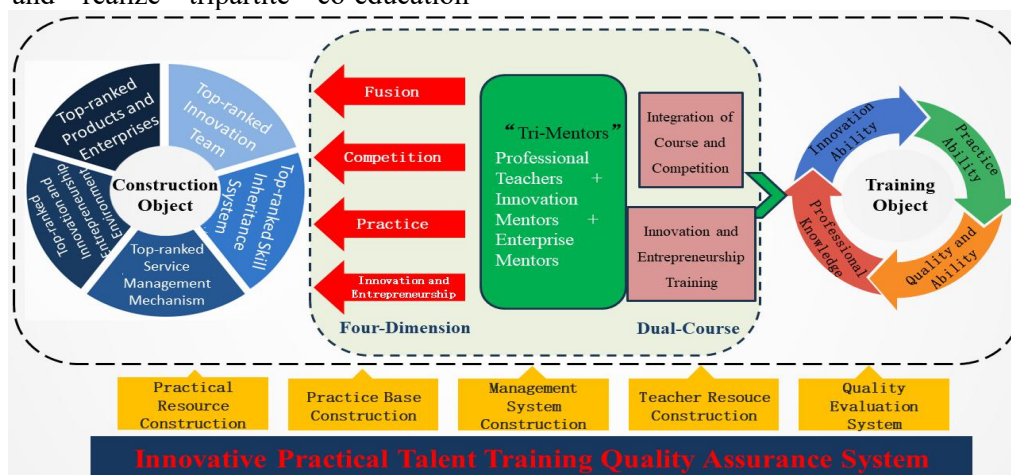 and realize tripartite co-education
Top-ranked
Products and
Enterprises
Top-ranked
Innovation
Team
Top-ranked Skill
Inheritance
Ssystem
Top-ranked
Service
Management
Mechanism
Top-ranked
Innovation and
Entrepreneurship
Environment
Construction
Object
Fusion
Competition
Practice
Innovation and
Entrepreneurship
Four-Dimension
“Tri-Mentors”
Professional
Teachers +
Innovation
Mentors +
Enterprise
Mentors
Integration of
Course and
Competition
Innovation and
Entrepreneurship
Training
Dual-Course
Innovation
Ability
Practice
Ability
Quality and
Ability
Professional
Knowledge
Training
Object
Practical
Resource
Construction
Practice Base
Construction
Management
System
Construction
Teacher Resouce
Construction
Quality
Evaluation
System
Innovative Practical Talent Training Quality Assurance System